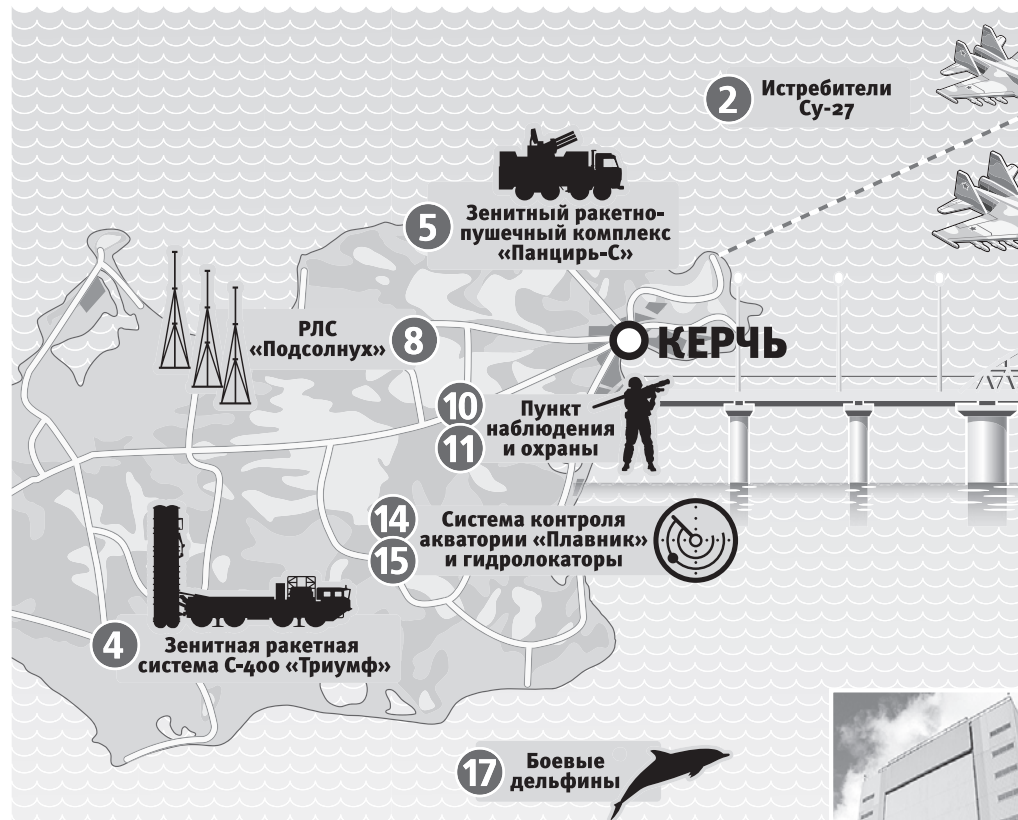 2
Истребители
Су-27
5
Зенитный ракетно-
пушечный комплекс
«Панцирь-С»
РЛС
«Подсолнух»
8
КЕРЧЬ
10
11
Пункт
наблюдения
и охраны
14
15
Система контроля
акватории «Плавник»
и гидролокаторы
4
Зенитная ракетная
система С-400 «Триумф»
17
Боевые
дельфины